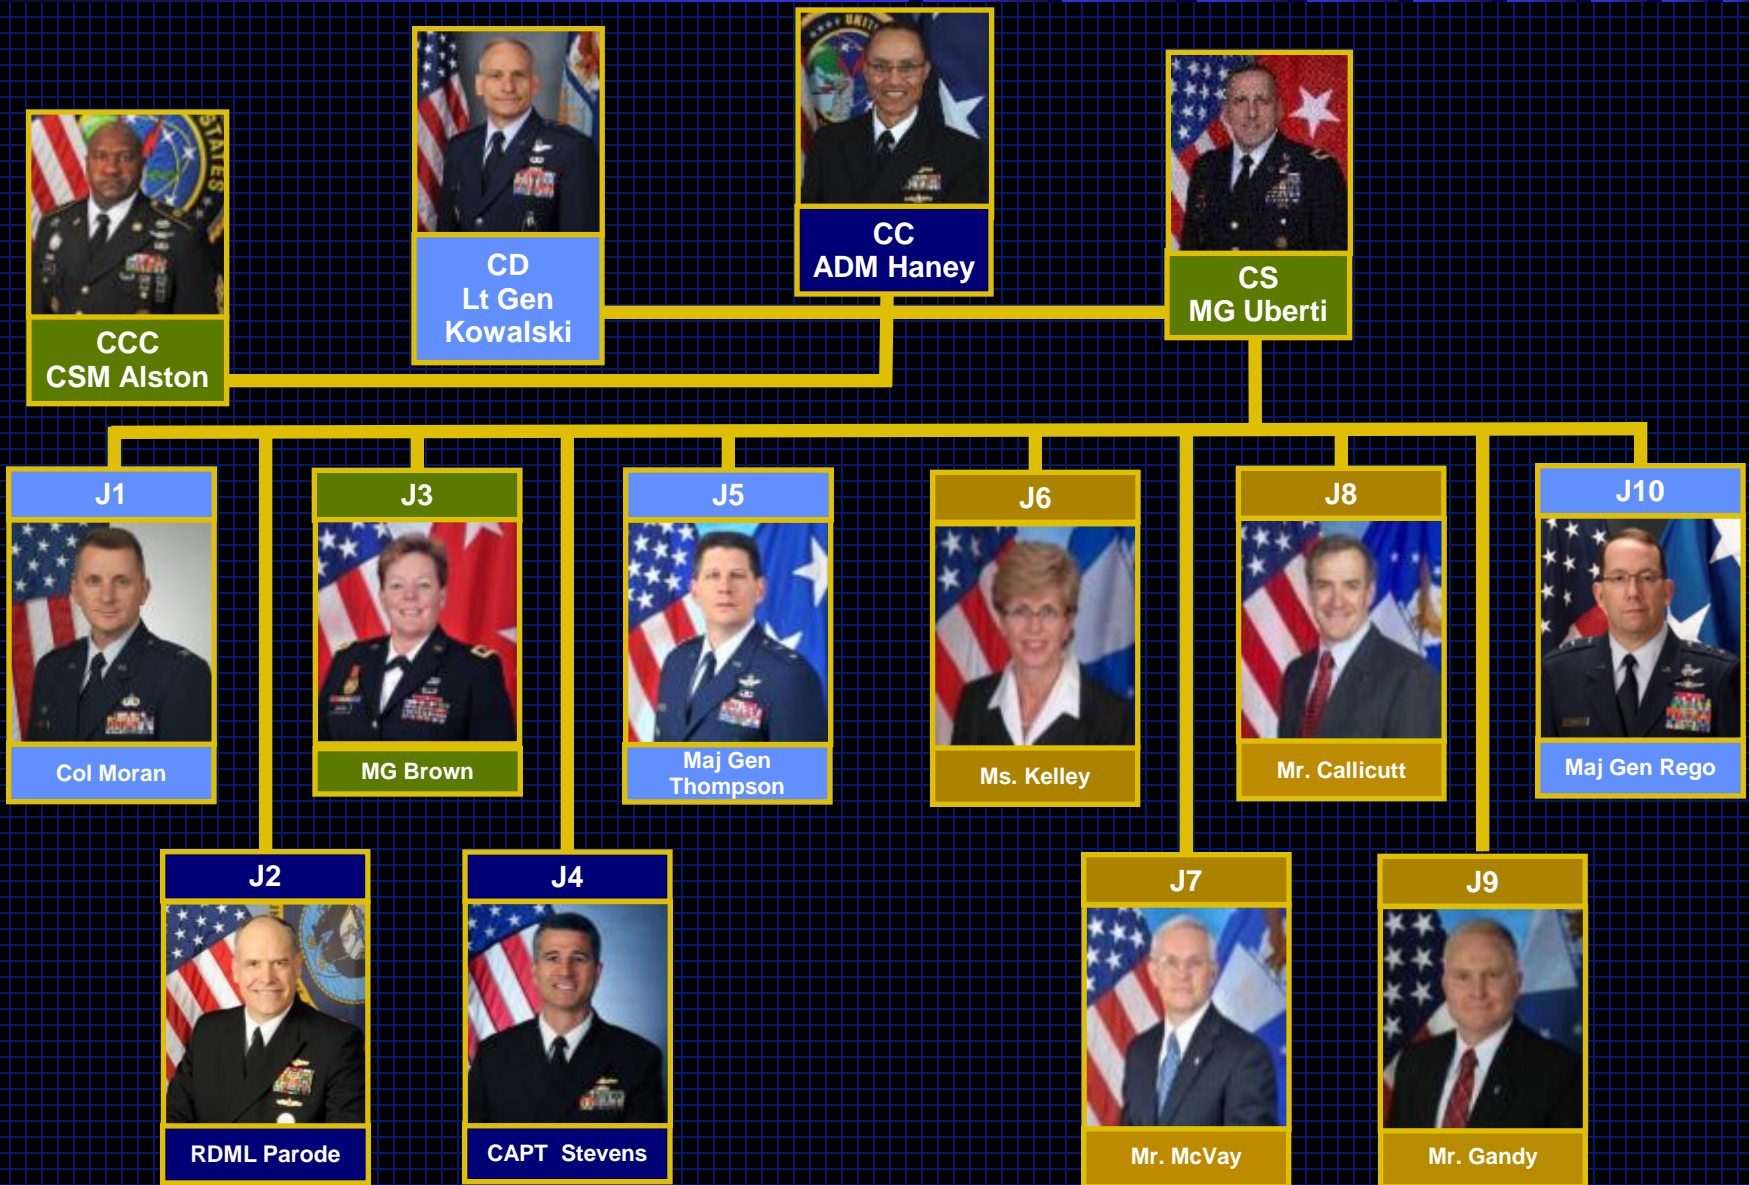 CC
ADM Haney
CD
Lt Gen
Kowalski
CS
MG Uberti
CCC
CSM Alston
J1
Col Moran
J2
RDML Parode
J3
MG Brown
J4
CAPT Stevens
J5
Maj Gen
Thompson
J6
Ms. Kelley
J7
Mr. McVay
J8
Mr. Callicutt
J9
Mr. Gandy
J10
Maj Gen Rego
STATES
UNIT